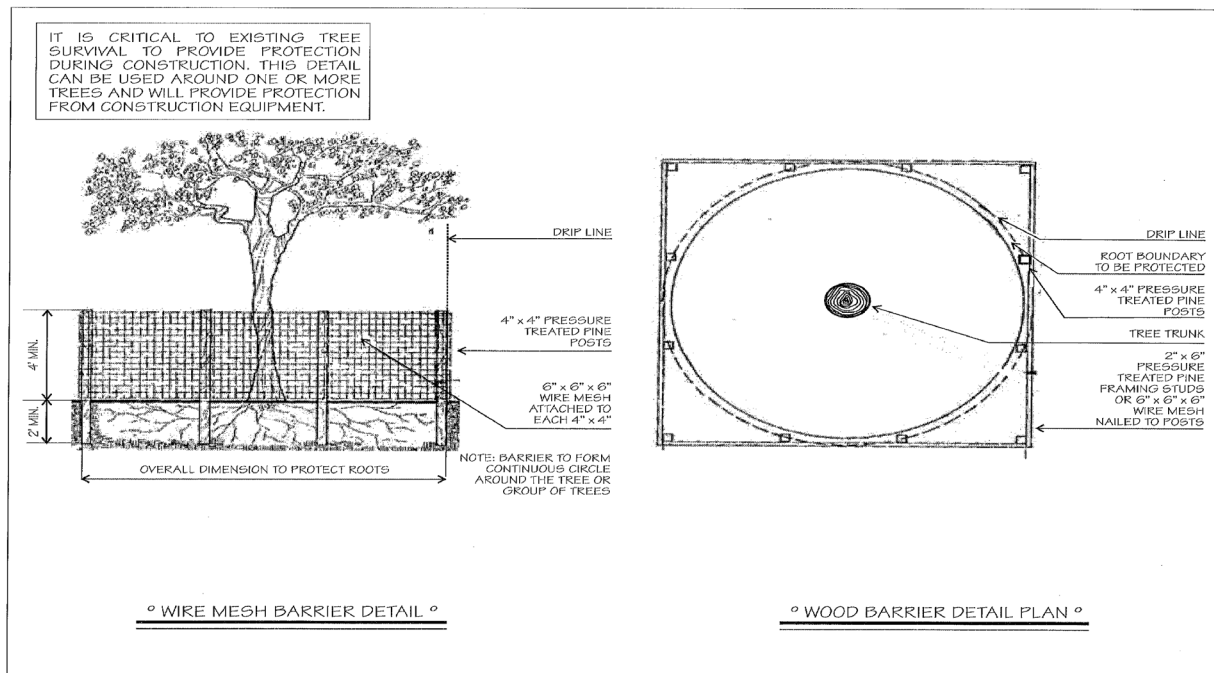 IT IS CRITICAL TO EXISTING TREE
SURVIVAL TO PROVIDE PROTECTION
DURING CONSTRUCTION. THIS DETAIL
CAN BE USED AROUND ONE OR MORE
TREES AND WILL PROVIDE PROTECTION
FROM CONSTRUCTION EQUIPMENT.
DRIP LINE
4" x 4" PRESSURE
TREATED PINE
POSTS
4' MIN.
2' MIN.
6" x 6" x 6"
WIRE MESH
ATTACHED TO
EACH 4" x 4"
OVERALL DIMENSION TO PROTECT ROOTS
NOTE: BARRIER TO FORM
CONTINUOUS CIRCLE
AROUND THE TREE OR
GROUP OF TREES
° WIRE MESH BARRIER DETAIL °
DRIP LINE
ROOT BOUNDARY
TO BE PROTECTED
4" x 4" PRESSURE
TREATED PINE
POSTS
TREE TRUNK
2" x 6"
PRESSURE
TREATED PINE
FRAMING STUDS
OR 6" x 6" x 6"
WIRE MESH
NAILED TO POSTS
° WOOD BARRIER DETAIL PLAN °